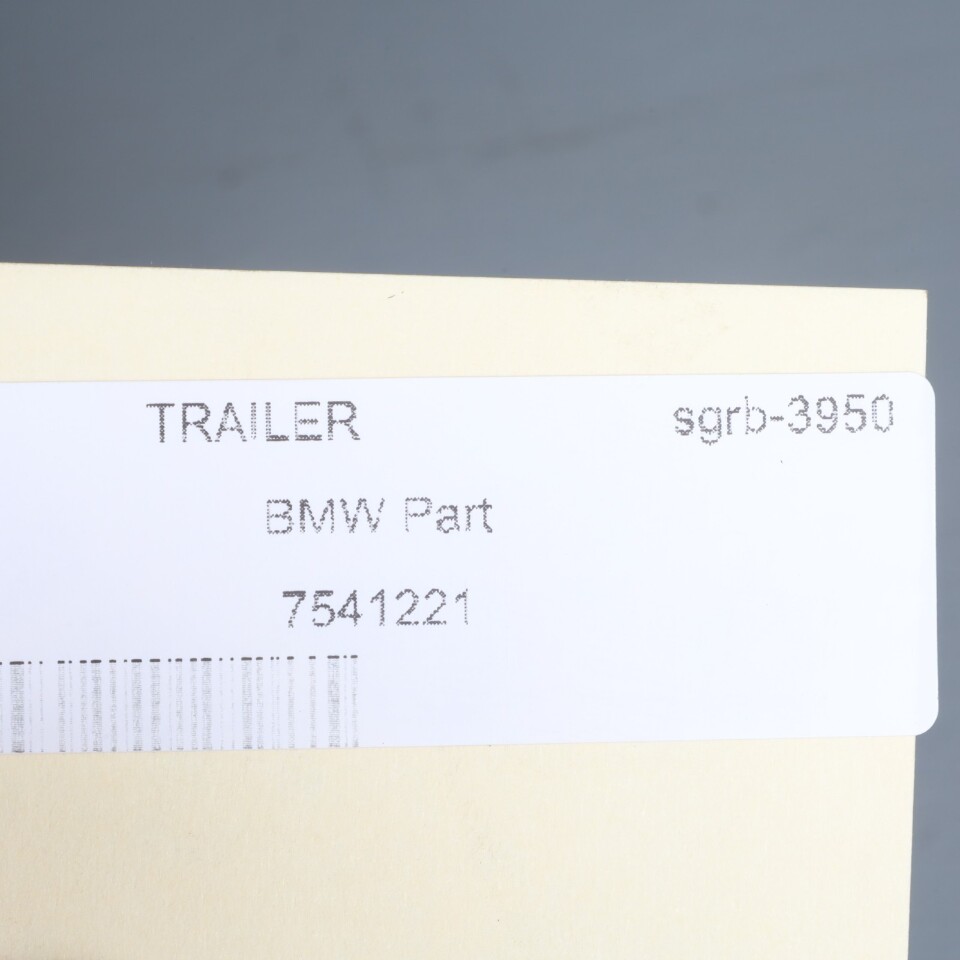 TRAILER sgrb-3950
BMW Part
7541221